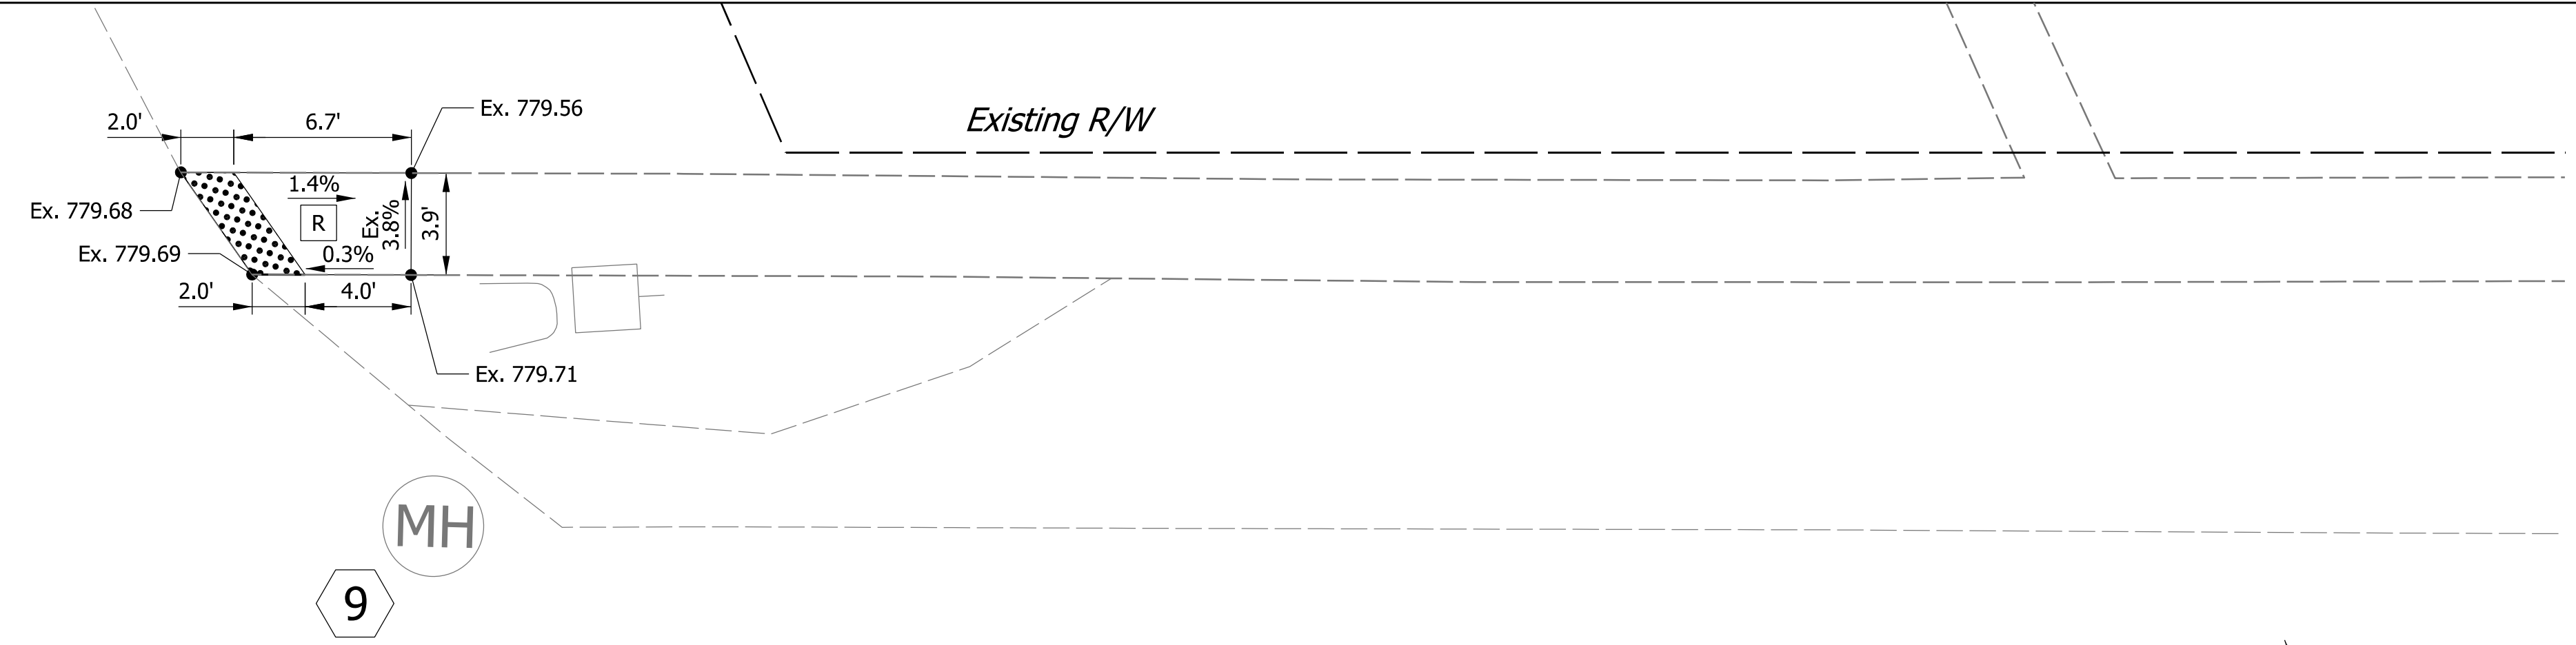 Ex. 779.56
Existing R/W
2.0'
6.7'
1.4%
Ex. 779.68
R
Ex.
3.8%
3.9'
Ex. 779.69
0.3%
2.0'
4.0'
Ex. 779.71
MH
9